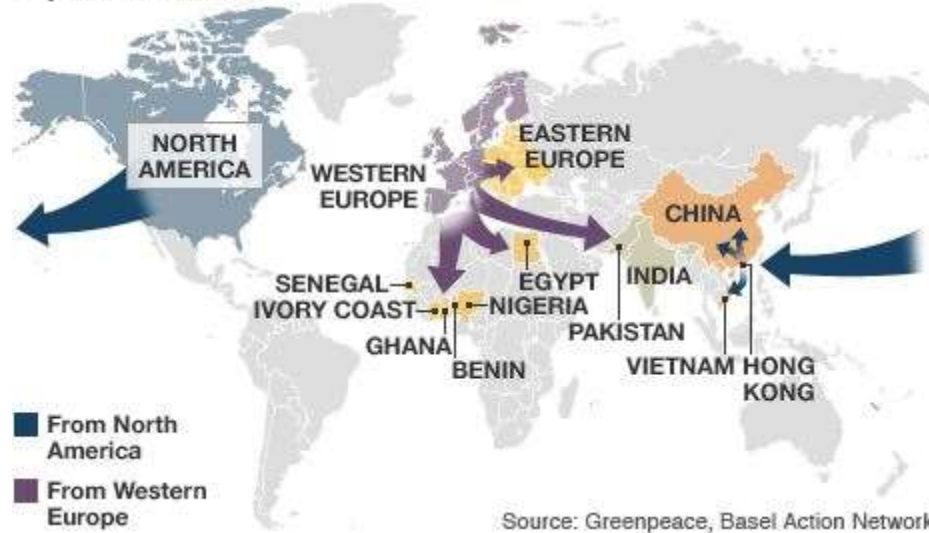 NORTH
AMERICA
WESTERN
EUROPE
EASTERN
EUROPE
CHINA
SENEGAL
IVORY COAST
GHANA
BENIN
NIGERIA
EGYPT
INDIA
PAKISTAN
VIETNAM
HONG
KONG
From North
America
From Western
Europe
Source: Greenpeace, Basel Action Network